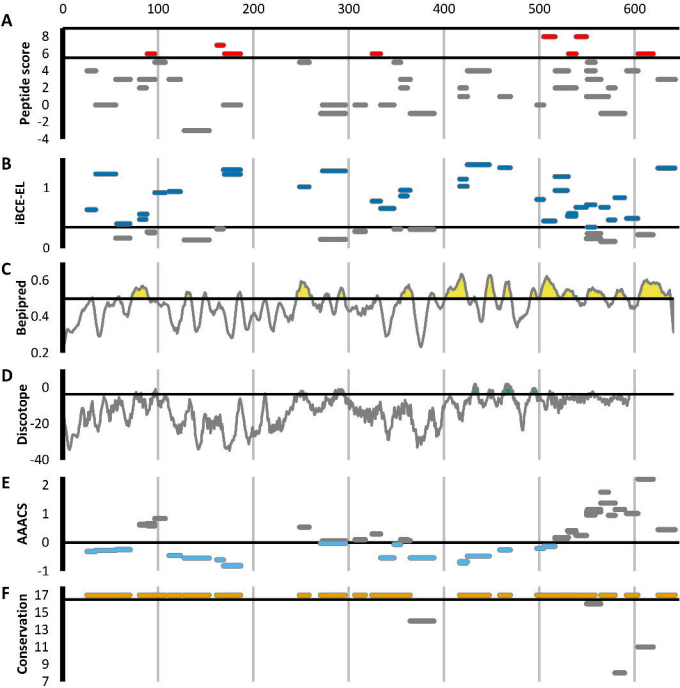 0 100 200 300 400 500 600
A
Peptide score
8
6
4
2
0
-2
-4
B
iBCE-EL
1
0
C
Bepipred
0.6
0.4
0.2
D
Discotope
0
-20
-40
E
AAACS
2
1
0
-1
F
Conservation
17
15
13
11
9
7